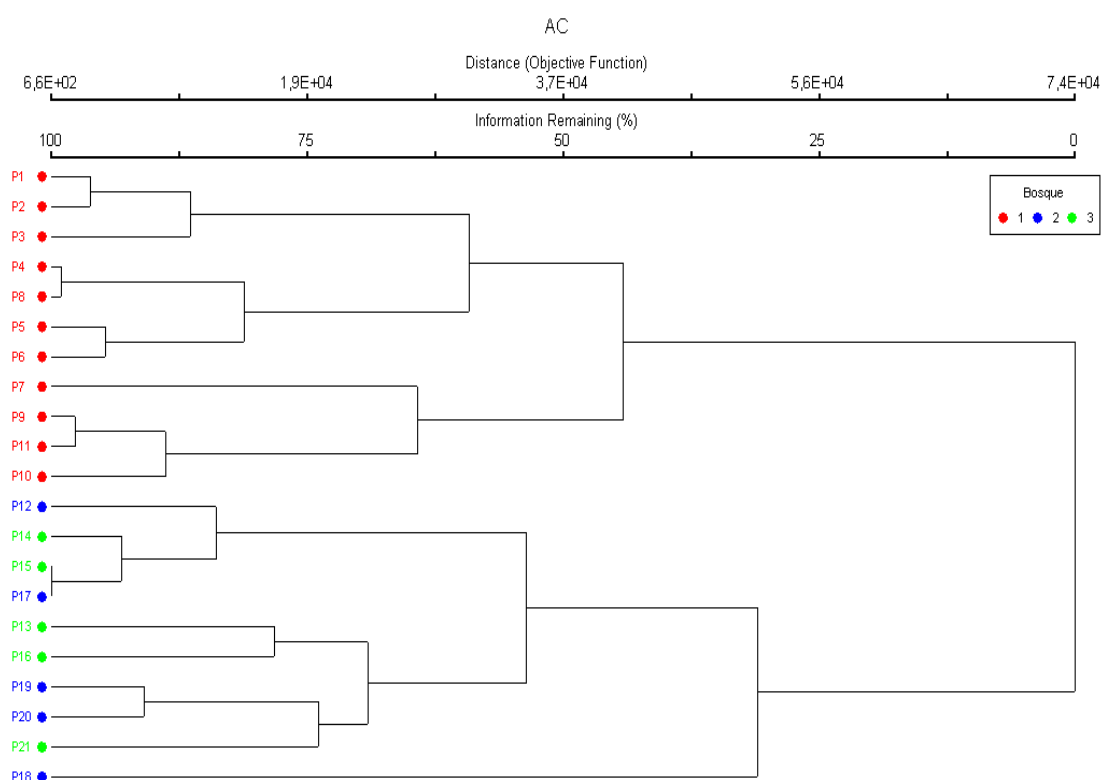 AC
Distance (Objective Function)
6,6E+02 1,9E+04 3,7E+04 5,6E+04 7,4E+04
Information Remaining (%)
100 75 50 25 0
Bosque
1 2 3
P1
P2
P3
P4
P8
P5
P6
P7
P9
P11
P10
P12
P14
P15
P17
P13
P16
P19
P20
P21
P18